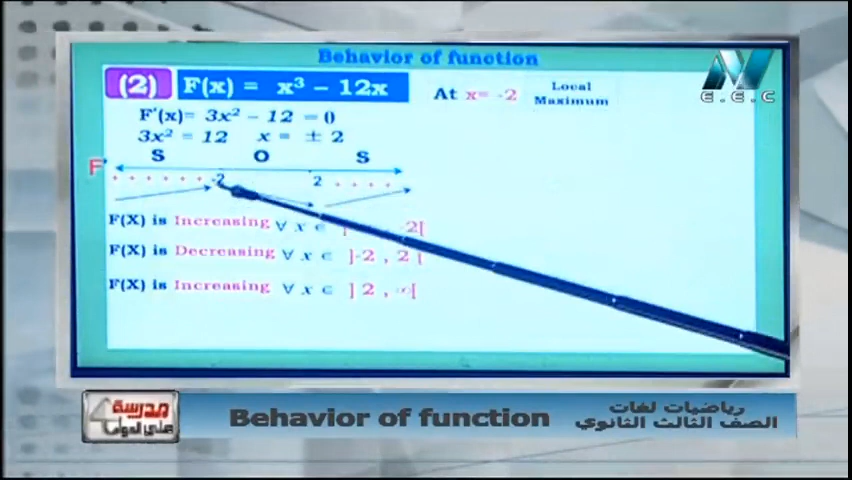 Behavior of function
(2) F(x) = x³ – 12x
At x= -2 Local Maximum
E.E.C
F'(x)= 3x² – 12 = 0
3x² = 12 x = ± 2
S O S
F'
+ + + + + + -2 2 + + + +
F(X) is Increasing ∀ x ∈ ] -2[
F(X) is Decreasing ∀ x ∈ ]-2 , 2 [
F(X) is Increasing ∀ x ∈ ] 2 , ∞[
مدرسة على الهواء
Behavior of function
رياضيات لغات
الصف الثالث الثانوي